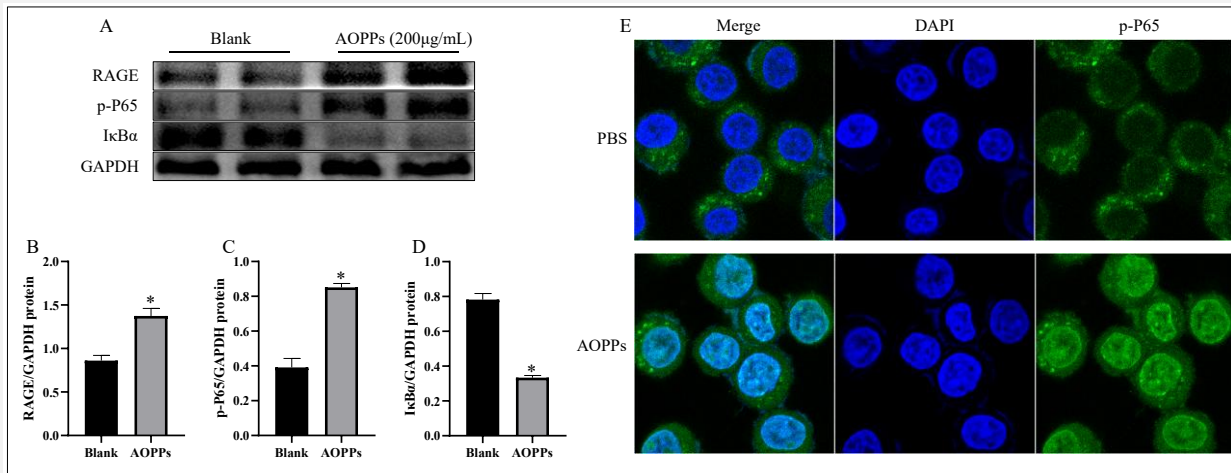 A
Blank
AOPPs (200μg/mL)
RAGE
p-P65
IκBα
GAPDH
B
RAGE/GAPDH protein
2.0
1.5
1.0
0.5
0.0
*
Blank
AOPPs
C
p-P65/GAPDH protein
1.0
0.8
0.6
0.4
0.2
0.0
*
Blank
AOPPs
D
IκBα/GAPDH protein
1.0
0.8
0.6
0.4
0.2
0.0
*
Blank
AOPPs
E
Merge
DAPI
p-P65
PBS
AOPPs